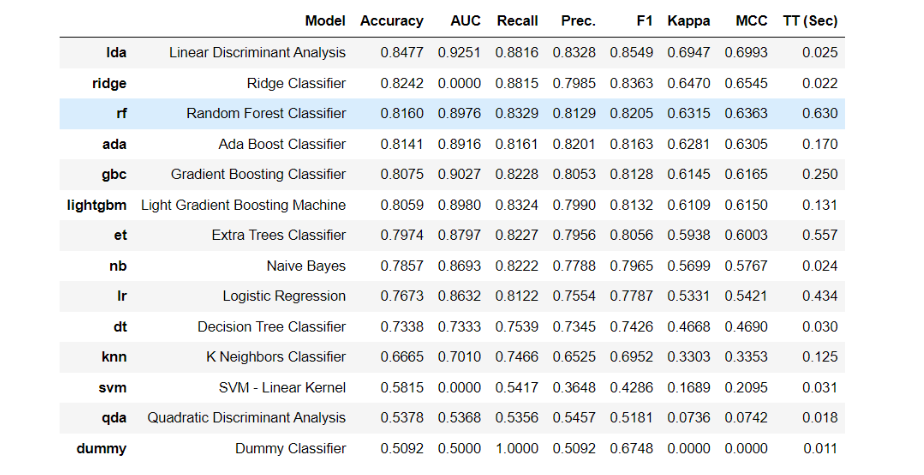 Model Accuracy AUC Recall Prec. F1 Kappa MCC TT (Sec)
lda Linear Discriminant Analysis 0.8477 0.9251 0.8816 0.8328 0.8549 0.6947 0.6993 0.025
ridge Ridge Classifier 0.8242 0.0000 0.8815 0.7985 0.8363 0.6470 0.6545 0.022
rf Random Forest Classifier 0.8160 0.8976 0.8329 0.8129 0.8205 0.6315 0.6363 0.630
ada Ada Boost Classifier 0.8141 0.8916 0.8161 0.8201 0.8163 0.6281 0.6305 0.170
gbc Gradient Boosting Classifier 0.8075 0.9027 0.8228 0.8053 0.8128 0.6145 0.6165 0.250
lightgbm Light Gradient Boosting Machine 0.8059 0.8980 0.8324 0.7990 0.8132 0.6109 0.6150 0.131
et Extra Trees Classifier 0.7974 0.8797 0.8227 0.7956 0.8056 0.5938 0.6003 0.557
nb Naive Bayes 0.7857 0.8693 0.8222 0.7788 0.7965 0.5699 0.5767 0.024
lr Logistic Regression 0.7673 0.8632 0.8122 0.7554 0.7787 0.5331 0.5421 0.434
dt Decision Tree Classifier 0.7338 0.7333 0.7539 0.7345 0.7426 0.4668 0.4690 0.030
knn K Neighbors Classifier 0.6665 0.7010 0.7466 0.6525 0.6952 0.3303 0.3353 0.125
svm SVM - Linear Kernel 0.5815 0.0000 0.5417 0.3648 0.4286 0.1689 0.2095 0.031
qda Quadratic Discriminant Analysis 0.5378 0.5368 0.5356 0.5457 0.5181 0.0736 0.0742 0.018
dummy Dummy Classifier 0.5092 0.5000 1.0000 0.5092 0.6748 0.0000 0.0000 0.011